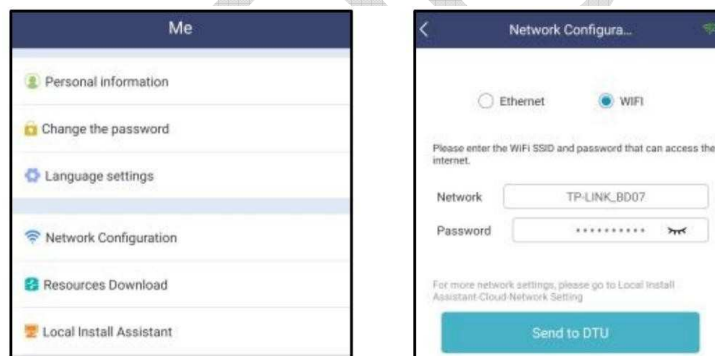 Me
Personal information
Change the password
Language settings
Network Configuration
Resources Download
Local Install Assistant
Network Configura...
Ethernet
WIFI
Please enter the WiFi SSID and password that can access the
internet.
Network
TP-LINK_BD07
Password
**********
For more network settings, please go to Local Install
Assistant-Cloud-Network Setting
Send to DTU